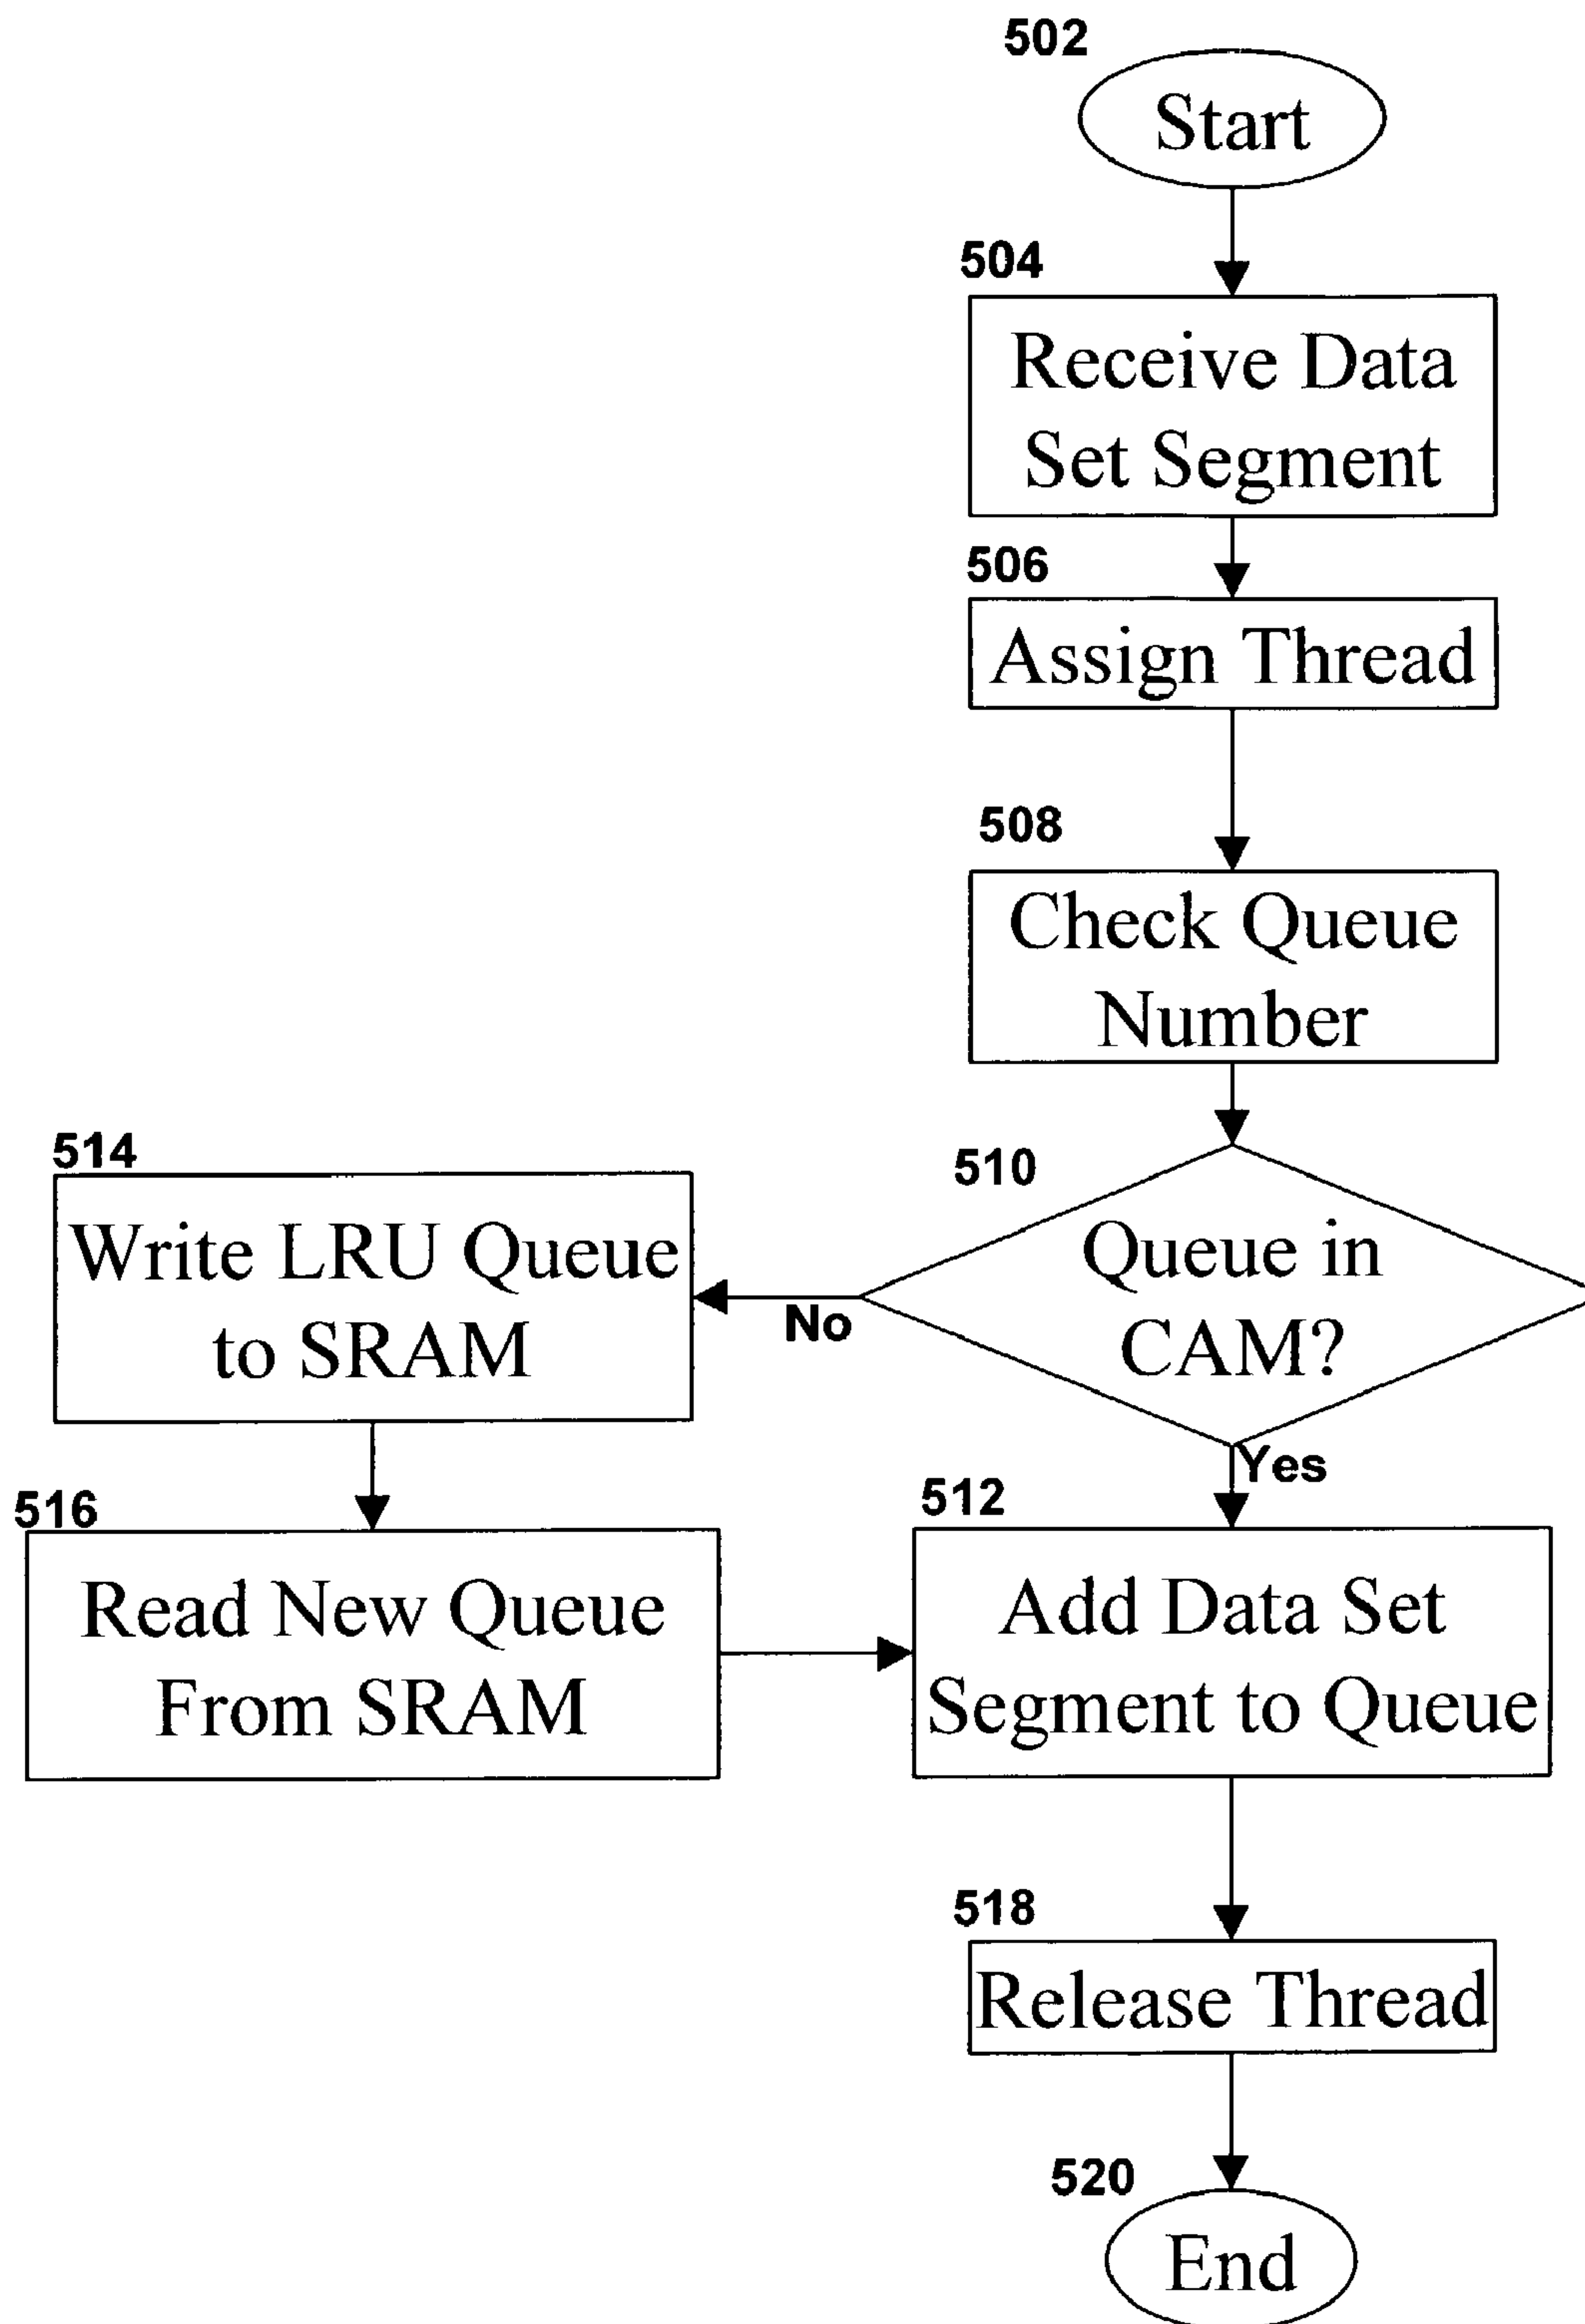 502
Start
504
Receive Data
Set Segment
506
Assign Thread
508
Check Queue
Number
510
Queue in
CAM?
No
Yes
514
Write LRU Queue
to SRAM
516
Read New Queue
From SRAM
512
Add Data Set
Segment to Queue
518
Release Thread
520
End